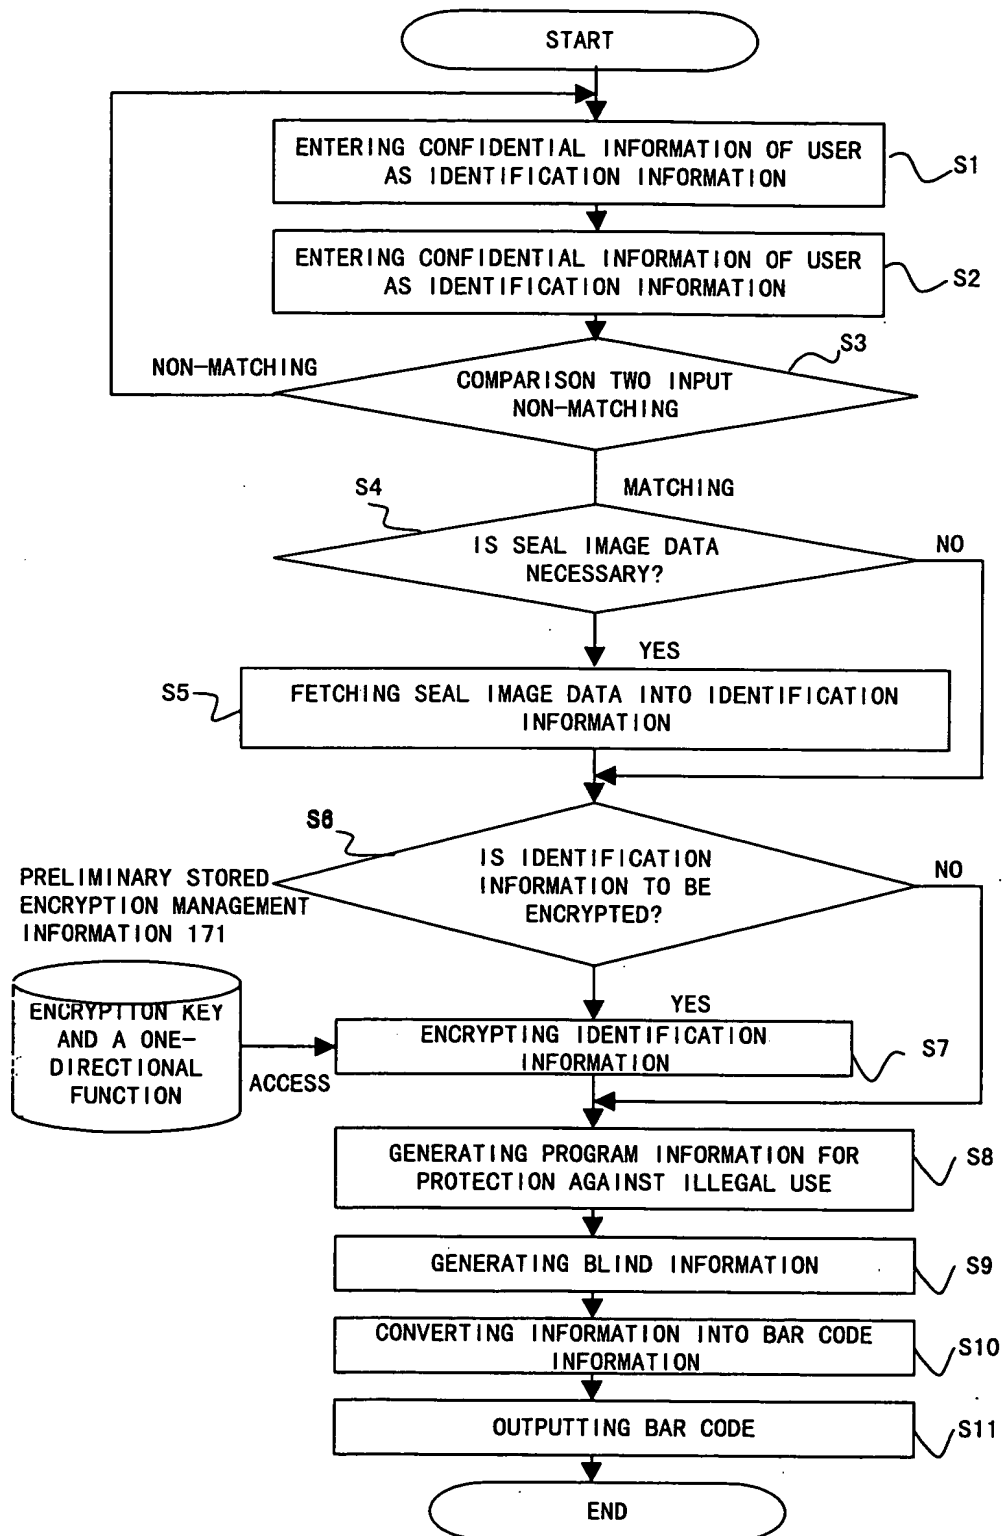 START
ENTERING CONFIDENTIAL INFORMATION OF USER
AS IDENTIFICATION INFORMATION
S1
ENTERING CONFIDENTIAL INFORMATION OF USER
AS IDENTIFICATION INFORMATION
S2
S3
NON-MATCHING
COMPARISON TWO INPUT
NON-MATCHING
S4
MATCHING
IS SEAL IMAGE DATA
NECESSARY?
NO
YES
S5
FETCHING SEAL IMAGE DATA INTO IDENTIFICATION
INFORMATION
S6
IS IDENTIFICATION
INFORMATION TO BE
ENCRYPTED?
NO
PRELIMINARY STORED
ENCRYPTION MANAGEMENT
INFORMATION 171
YES
ENCRYPTION KEY
AND A ONE-
DIRECTIONAL
FUNCTION
ACCESS
ENCRYPTING IDENTIFICATION
INFORMATION
S7
GENERATING PROGRAM INFORMATION FOR
PROTECTION AGAINST ILLEGAL USE
S8
GENERATING BLIND INFORMATION
S9
CONVERTING INFORMATION INTO BAR CODE
INFORMATION
S10
OUTPUTTING BAR CODE
S11
END